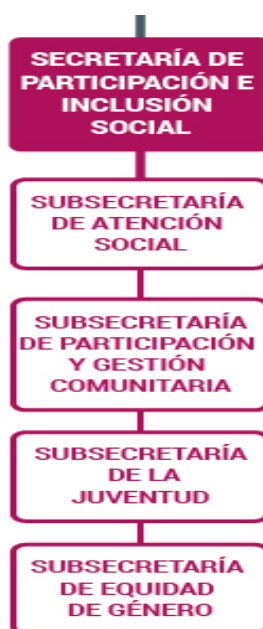 SECRETARÍA DE
PARTICIPACIÓN E
INCLUSIÓN
SOCIAL
SUBSECRETARÍA
DE ATENCIÓN
SOCIAL
SUBSECRETARÍA
DE PARTICIPACIÓN
Y GESTIÓN
COMUNITARIA
SUBSECRETARÍA
DE LA
JUVENTUD
SUBSECRETARÍA
DE EQUIDAD
DE GÉNERO